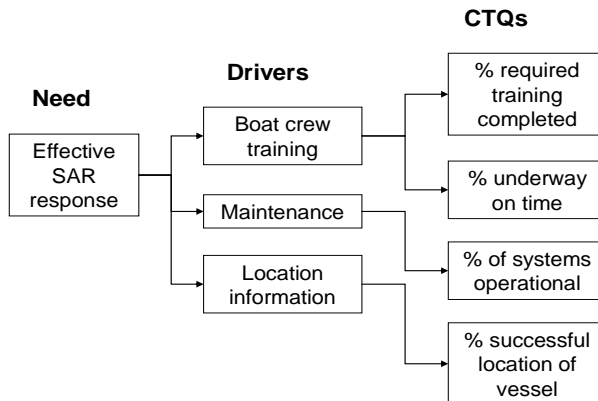 CTQs
Drivers
Need
% required
training
completed
Boat crew
training
Effective
SAR
response
% underway
on time
Maintenance
% of systems
operational
Location
information
% successful
location of
vessel